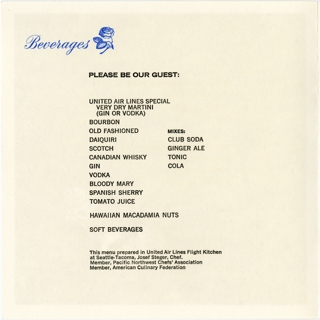 Beverages
PLEASE BE OUR GUEST:
UNITED AIR LINES SPECIAL
VERY DRY MARTINI
(GIN OR VODKA)
BOURBON
OLD FASHIONED
DAIQUIRI
SCOTCH
CANADIAN WHISKY
GIN
VODKA
BLOODY MARY
SPANISH SHERRY
TOMATO JUICE
MIXES:
CLUB SODA
GINGER ALE
TONIC
COLA
HAWAIIAN MACADAMIA NUTS
SOFT BEVERAGES
This menu prepared in United Air Lines Flight Kitchen
at Seattle-Tacoma, Josef Stager, Chef.
Member, Pacific Northwest Chefs' Association
Member, American Culinary Federation